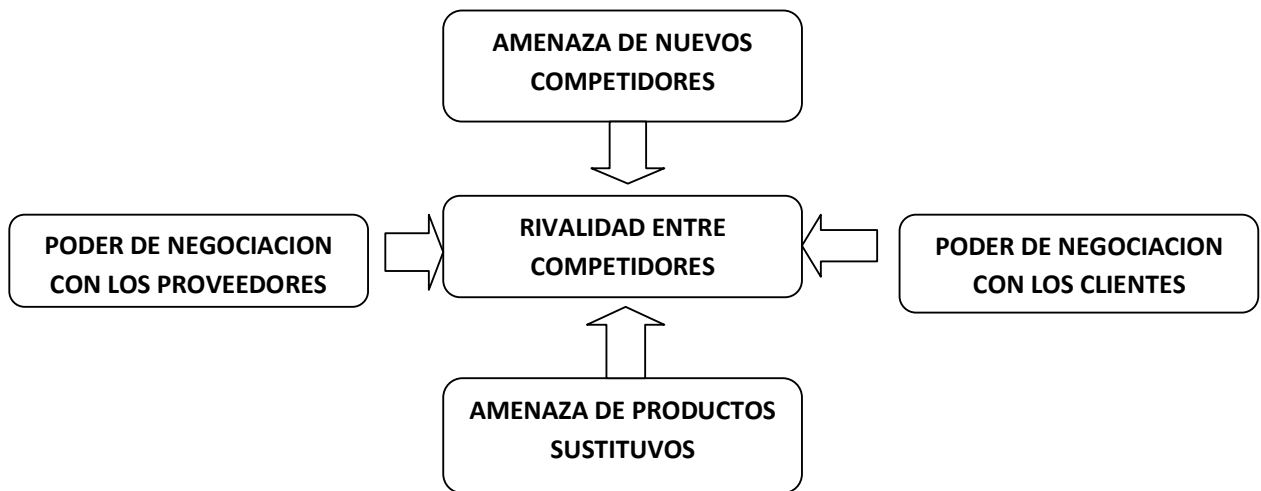 AMENAZA DE NUEVOS
COMPETIDORES
RIVALIDAD ENTRE
COMPETIDORES
PODER DE NEGOCIACION
CON LOS PROVEEDORES
PODER DE NEGOCIACION
CON LOS CLIENTES
AMENAZA DE PRODUCTOS
SUSTITUVOS